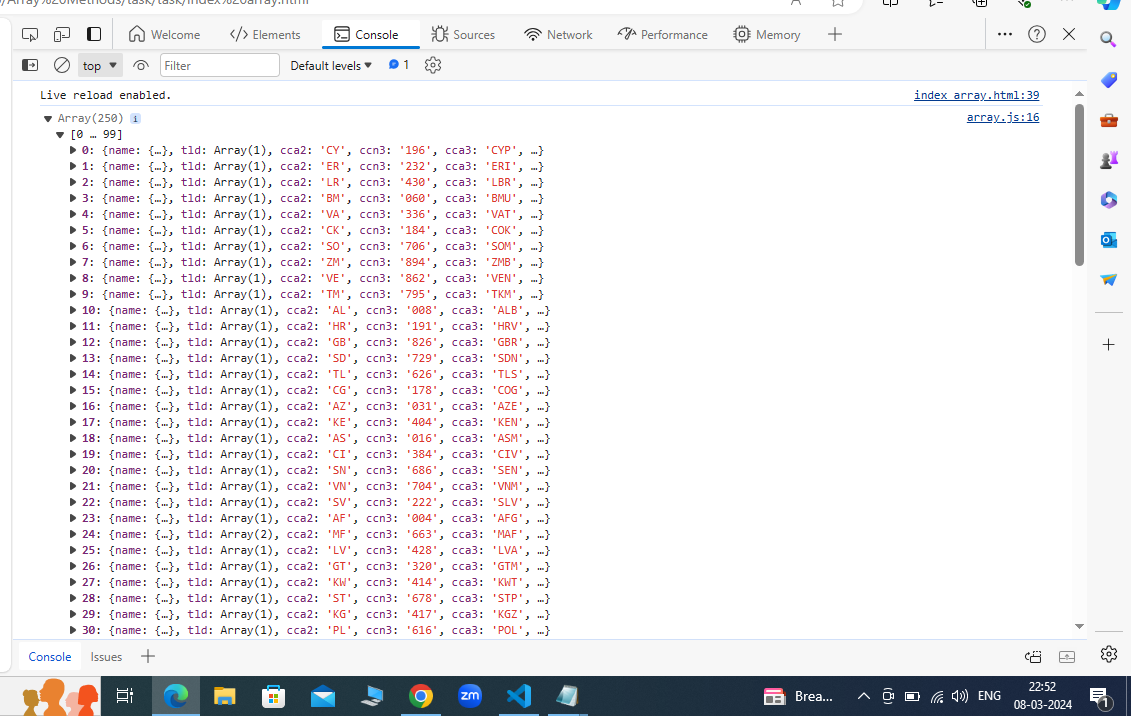 /Array%20Methods/task/task/index%20array.html
Welcome Elements Console Sources Network Performance Memory
top Filter Default levels 1
Live reload enabled. index array.html:39
Array(250) array.js:16
[0 … 99]
0: {name: {…}, tld: Array(1), cca2: 'CY', ccn3: '196', cca3: 'CYP', …}
1: {name: {…}, tld: Array(1), cca2: 'ER', ccn3: '232', cca3: 'ERI', …}
2: {name: {…}, tld: Array(1), cca2: 'LR', ccn3: '430', cca3: 'LBR', …}
3: {name: {…}, tld: Array(1), cca2: 'BM', ccn3: '060', cca3: 'BMU', …}
4: {name: {…}, tld: Array(1), cca2: 'VA', ccn3: '336', cca3: 'VAT', …}
5: {name: {…}, tld: Array(1), cca2: 'CK', ccn3: '184', cca3: 'COK', …}
6: {name: {…}, tld: Array(1), cca2: 'SO', ccn3: '706', cca3: 'SOM', …}
7: {name: {…}, tld: Array(1), cca2: 'ZM', ccn3: '894', cca3: 'ZMB', …}
8: {name: {…}, tld: Array(1), cca2: 'VE', ccn3: '862', cca3: 'VEN', …}
9: {name: {…}, tld: Array(1), cca2: 'TM', ccn3: '795', cca3: 'TKM', …}
10: {name: {…}, tld: Array(1), cca2: 'AL', ccn3: '008', cca3: 'ALB', …}
11: {name: {…}, tld: Array(1), cca2: 'HR', ccn3: '191', cca3: 'HRV', …}
12: {name: {…}, tld: Array(1), cca2: 'GB', ccn3: '826', cca3: 'GBR', …}
13: {name: {…}, tld: Array(1), cca2: 'SD', ccn3: '729', cca3: 'SDN', …}
14: {name: {…}, tld: Array(1), cca2: 'TL', ccn3: '626', cca3: 'TLS', …}
15: {name: {…}, tld: Array(1), cca2: 'CG', ccn3: '178', cca3: 'COG', …}
16: {name: {…}, tld: Array(1), cca2: 'AZ', ccn3: '031', cca3: 'AZE', …}
17: {name: {…}, tld: Array(1), cca2: 'KE', ccn3: '404', cca3: 'KEN', …}
18: {name: {…}, tld: Array(1), cca2: 'AS', ccn3: '016', cca3: 'ASM', …}
19: {name: {…}, tld: Array(1), cca2: 'CI', ccn3: '384', cca3: 'CIV', …}
20: {name: {…}, tld: Array(1), cca2: 'SN', ccn3: '686', cca3: 'SEN', …}
21: {name: {…}, tld: Array(1), cca2: 'VN', ccn3: '704', cca3: 'VNM', …}
22: {name: {…}, tld: Array(1), cca2: 'SV', ccn3: '222', cca3: 'SLV', …}
23: {name: {…}, tld: Array(1), cca2: 'AF', ccn3: '004', cca3: 'AFG', …}
24: {name: {…}, tld: Array(2), cca2: 'MF', ccn3: '663', cca3: 'MAF', …}
25: {name: {…}, tld: Array(1), cca2: 'LV', ccn3: '428', cca3: 'LVA', …}
26: {name: {…}, tld: Array(1), cca2: 'GT', ccn3: '320', cca3: 'GTM', …}
27: {name: {…}, tld: Array(1), cca2: 'KW', ccn3: '414', cca3: 'KWT', …}
28: {name: {…}, tld: Array(1), cca2: 'ST', ccn3: '678', cca3: 'STP', …}
29: {name: {…}, tld: Array(1), cca2: 'KG', ccn3: '417', cca3: 'KGZ', …}
30: {name: {…}, tld: Array(1), cca2: 'PL', ccn3: '616', cca3: 'POL', …}
Console Issues
zm Brea... ENG 22:52
08-03-2024 1